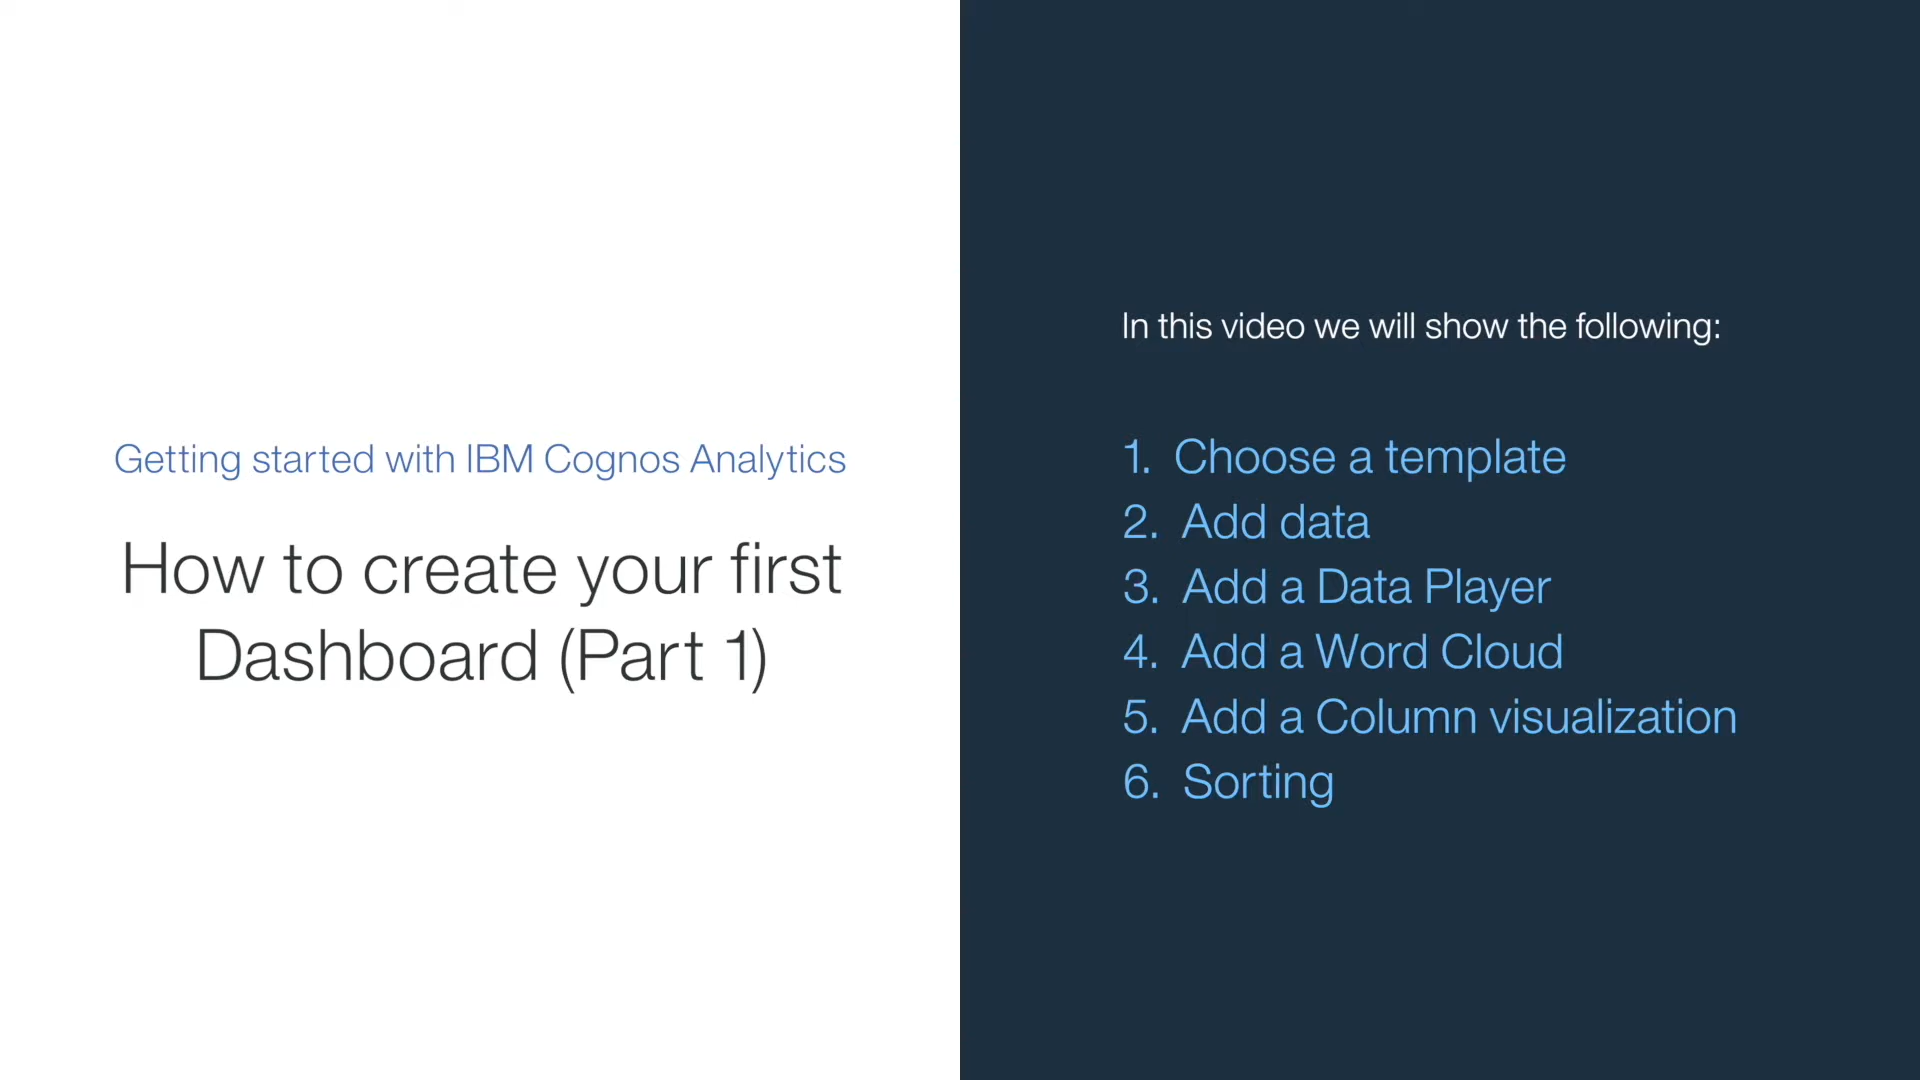 Getting started with IBM Cognos Analytics
How to create your first
Dashboard (Part 1)
In this video we will show the following:
1. Choose a template
2. Add data
3. Add a Data Player
4. Add a Word Cloud
5. Add a Column visualization
6. Sorting